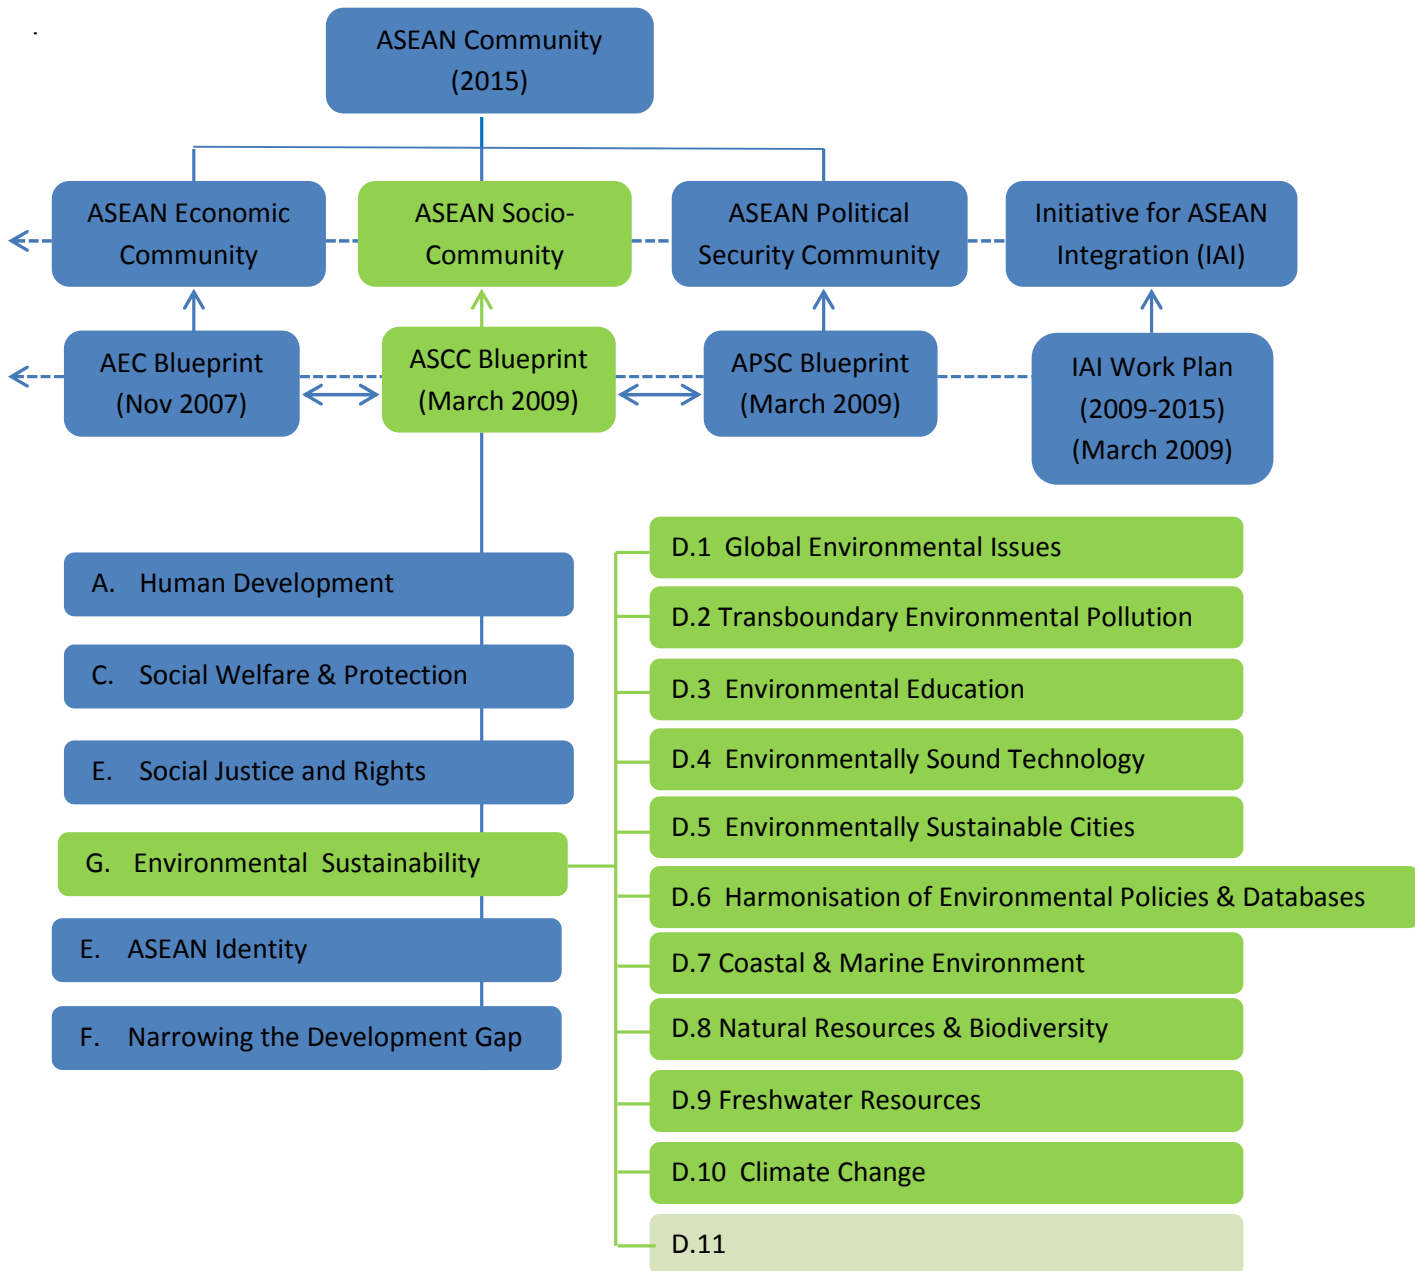 ASEAN Community
(2015)
ASEAN Economic
Community
ASEAN Socio-
Community
ASEAN Political
Security Community
Initiative for ASEAN
Integration (IAI)
AEC Blueprint
(Nov 2007)
ASCC Blueprint
(March 2009)
APSC Blueprint
(March 2009)
IAI Work Plan
(2009-2015)
(March 2009)
A. Human Development
C. Social Welfare & Protection
E. Social Justice and Rights
G. Environmental Sustainability
E. ASEAN Identity
F. Narrowing the Development Gap
D.1 Global Environmental Issues
D.2 Transboundary Environmental Pollution
D.3 Environmental Education
D.4 Environmentally Sound Technology
D.5 Environmentally Sustainable Cities
D.6 Harmonisation of Environmental Policies & Databases
D.7 Coastal & Marine Environment
D.8 Natural Resources & Biodiversity
D.9 Freshwater Resources
D.10 Climate Change
D.11